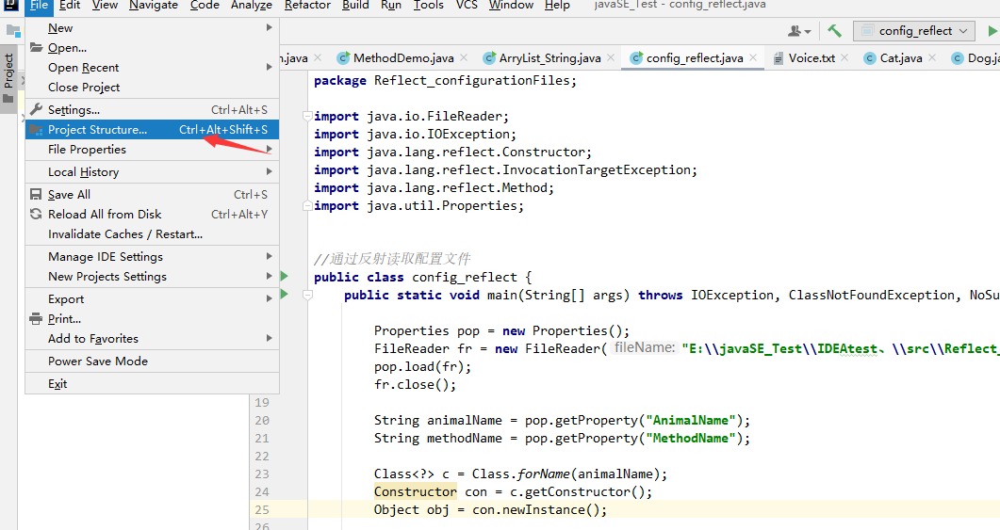 File Edit View Navigate Code Analyze Refactor Build Run Tools VCS Window Help javaSE_Test - config_reflect.java
config_reflect
n.java MethodDemo.java ArryList_String.java config_reflect.java Voice.txt Cat.java Dog.ja
Project
New
Open...
Open Recent
Close Project
Settings... Ctrl+Alt+S
Project Structure... Ctrl+Alt+Shift+S
File Properties
Local History
Save All Ctrl+S
Reload All from Disk Ctrl+Alt+Y
Invalidate Caches / Restart...
Manage IDE Settings
New Projects Settings
Export
Print...
Add to Favorites
Power Save Mode
Exit
package Reflect_configurationFiles;
import java.io.FileReader;
import java.io.IOException;
import java.lang.reflect.Constructor;
import java.lang.reflect.InvocationTargetException;
import java.lang.reflect.Method;
import java.util.Properties;
//通过反射读取配置文件
public class config_reflect {
public static void main(String[] args) throws IOException, ClassNotFoundException, NoSu
Properties pop = new Properties();
FileReader fr = new FileReader( fileName: "E:\\javaSE_Test\\IDEAtest、\\src\\Reflect_
pop.load(fr);
fr.close();
19
20 String animalName = pop.getProperty("AnimalName");
21 String methodName = pop.getProperty("MethodName");
22
23 Class<?> c = Class.forName(animalName);
24 Constructor con = c.getConstructor();
25 Object obj = con.newInstance();
26